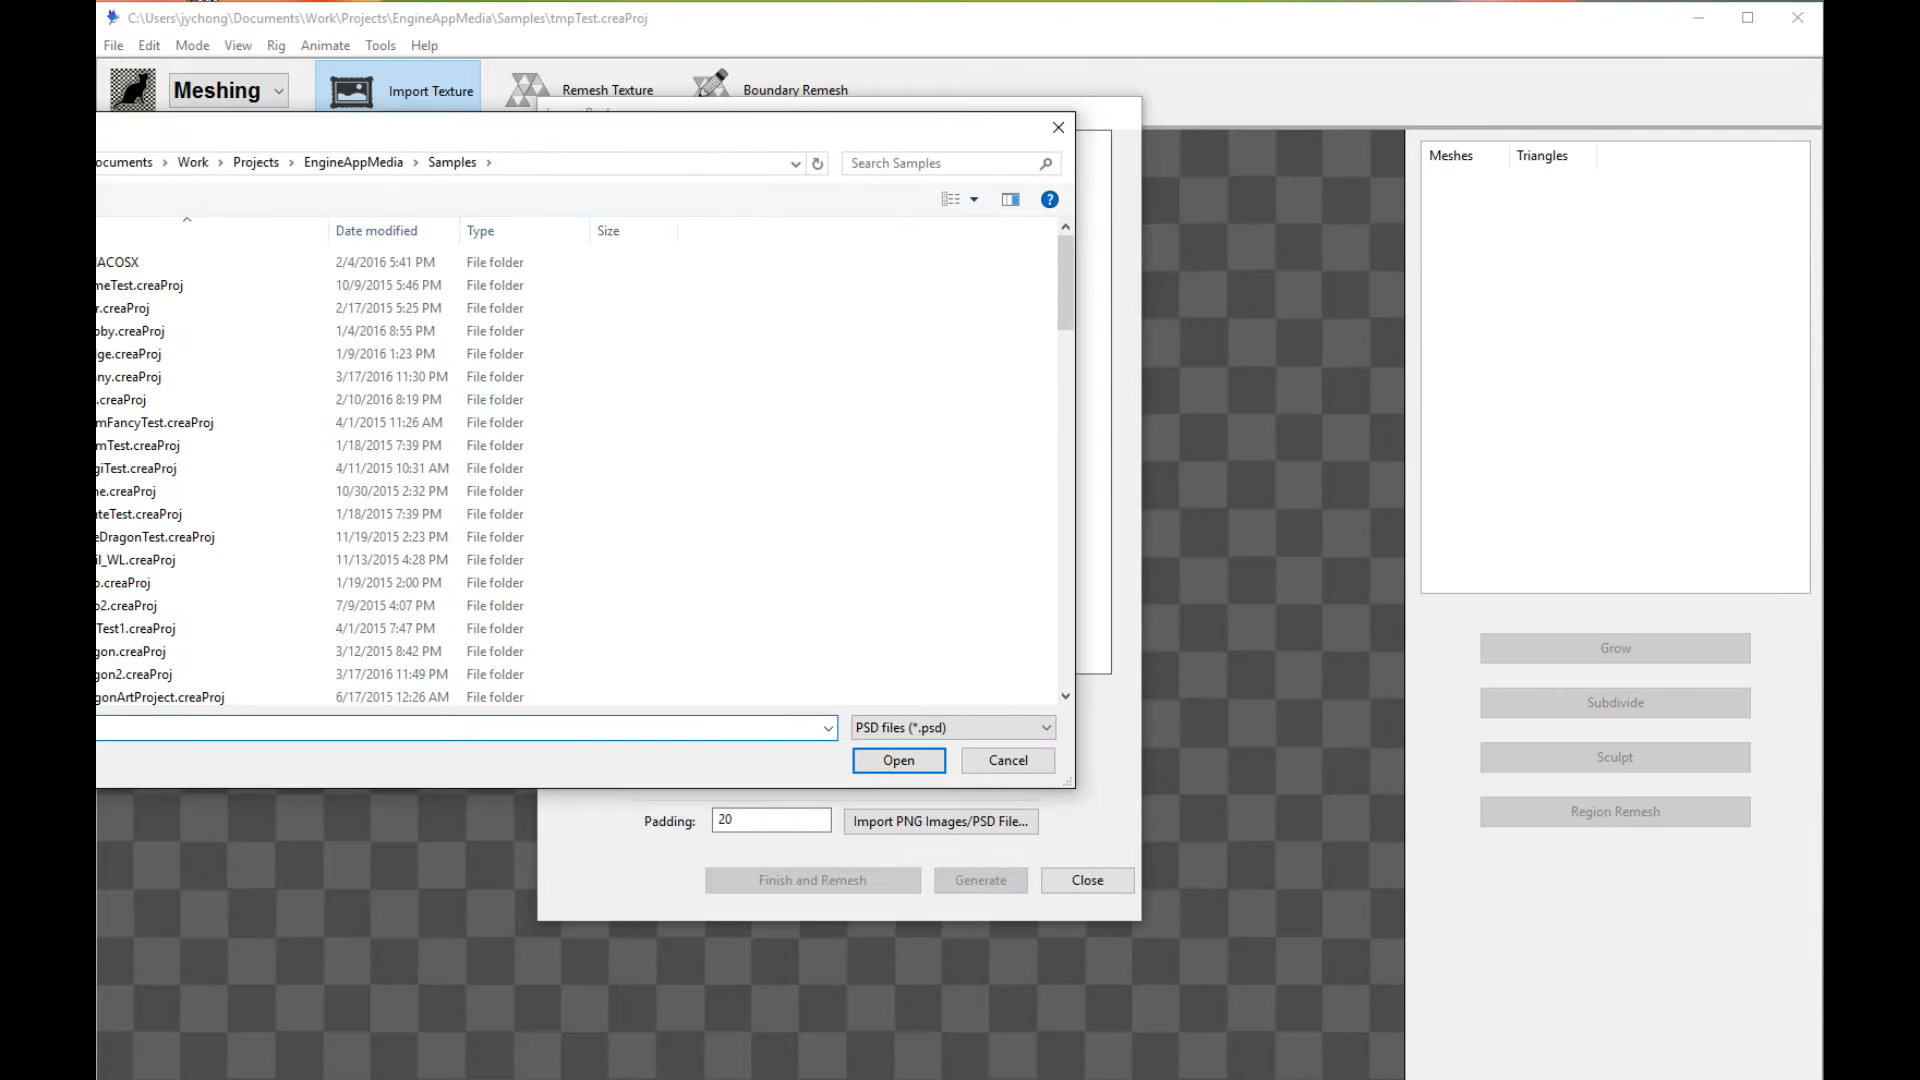 C:\Users\jychong\Documents\Work\Projects\EngineAppMedia\Samples\tmpTest.creaProj
File Edit Mode View Rig Animate Tools Help
Meshing Import Texture Remesh Texture Boundary Remesh
ocuments > Work > Projects > EngineAppMedia > Samples > Search Samples
Date modified Type Size
ACOSX 2/4/2016 5:41 PM File folder
meTest.creaProj 10/9/2015 5:46 PM File folder
r.creaProj 2/17/2015 5:25 PM File folder
bby.creaProj 1/4/2016 8:55 PM File folder
ge.creaProj 1/9/2016 1:23 PM File folder
ny.creaProj 3/17/2016 11:30 PM File folder
.creaProj 2/10/2016 8:19 PM File folder
mFancyTest.creaProj 4/1/2015 11:26 AM File folder
mTest.creaProj 1/18/2015 7:39 PM File folder
giTest.creaProj 4/11/2015 10:31 AM File folder
ne.creaProj 10/30/2015 2:32 PM File folder
teTest.creaProj 1/18/2015 7:39 PM File folder
eDragonTest.creaProj 11/19/2015 2:23 PM File folder
il_WL.creaProj 11/13/2015 4:28 PM File folder
o.creaProj 1/19/2015 2:00 PM File folder
o2.creaProj 7/9/2015 4:07 PM File folder
Test1.creaProj 4/1/2015 7:47 PM File folder
gon.creaProj 3/12/2015 8:42 PM File folder
gon2.creaProj 3/17/2016 11:49 PM File folder
gonArtProject.creaProj 6/17/2015 12:26 AM File folder
PSD files (*.psd)
Open Cancel
Padding: 20 Import PNG Images/PSD File...
Finish and Remesh Generate Close
Meshes Triangles
Grow
Subdivide
Sculpt
Region Remesh